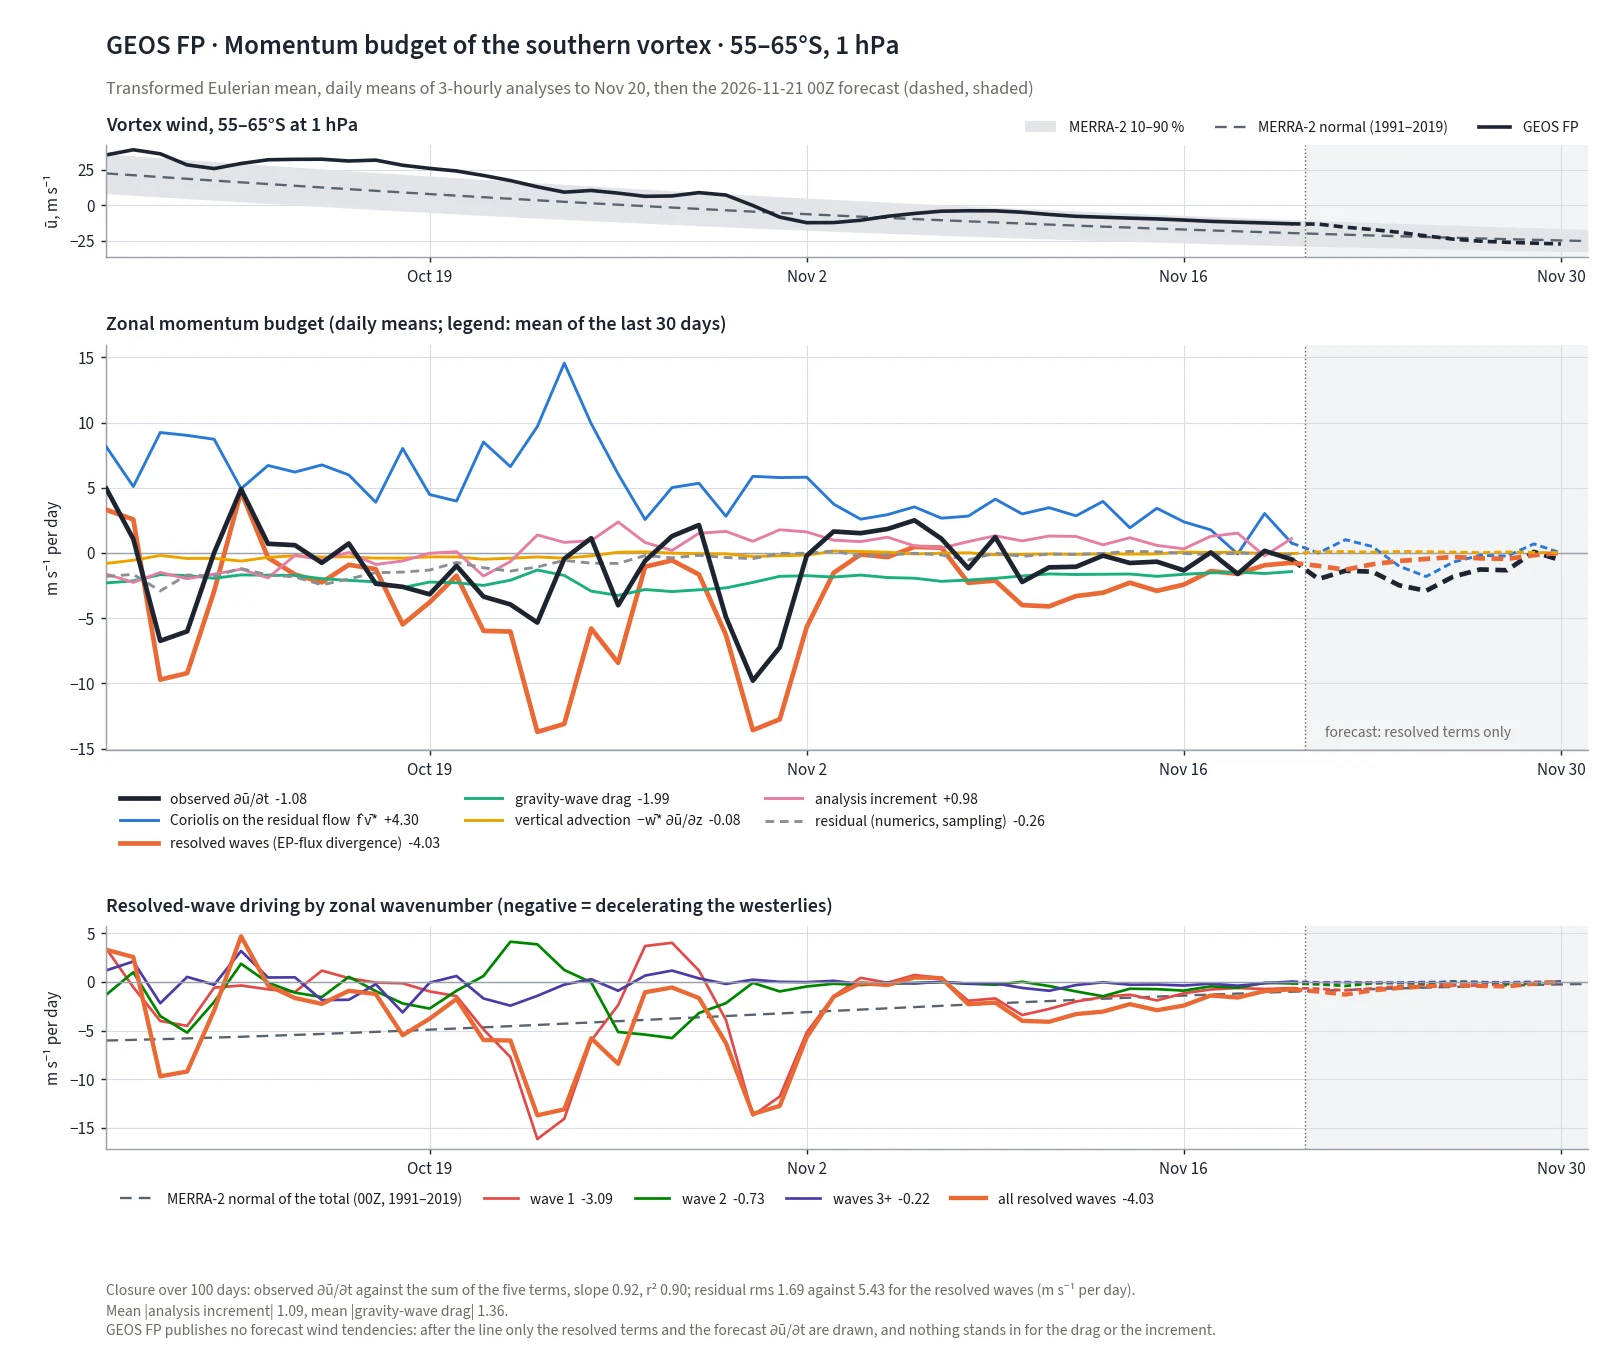 GEOS FP · Momentum budget of the southern vortex · 55–65°S, 1 hPa
Transformed Eulerian mean, daily means of 3-hourly analyses to Nov 20, then the 2026-11-21 00Z forecast (dashed, shaded)
Vortex wind, 55–65°S at 1 hPa
MERRA-2 10–90 %
MERRA-2 normal (1991–2019)
GEOS FP
ū, m s⁻¹
25
0
−25
Oct 19
Nov 2
Nov 16
Nov 30
Zonal momentum budget (daily means; legend: mean of the last 30 days)
m s⁻¹ per day
15
10
5
0
−5
−10
−15
forecast: resolved terms only
Oct 19
Nov 2
Nov 16
Nov 30
observed ∂ū/∂t -1.08
gravity-wave drag -1.99
analysis increment +0.98
Coriolis on the residual flow f v̄* +4.30
vertical advection −w̄* ∂ū/∂z -0.08
residual (numerics, sampling) -0.26
resolved waves (EP-flux divergence) -4.03
Resolved-wave driving by zonal wavenumber (negative = decelerating the westerlies)
m s⁻¹ per day
5
0
−5
−10
−15
Oct 19
Nov 2
Nov 16
Nov 30
MERRA-2 normal of the total (00Z, 1991–2019)
wave 1 -3.09
wave 2 -0.73
waves 3+ -0.22
all resolved waves -4.03
Closure over 100 days: observed ∂ū/∂t against the sum of the five terms, slope 0.92, r² 0.90; residual rms 1.69 against 5.43 for the resolved waves (m s⁻¹ per day).
Mean |analysis increment| 1.09, mean |gravity-wave drag| 1.36.
GEOS FP publishes no forecast wind tendencies: after the line only the resolved terms and the forecast ∂ū/∂t are drawn, and nothing stands in for the drag or the increment.